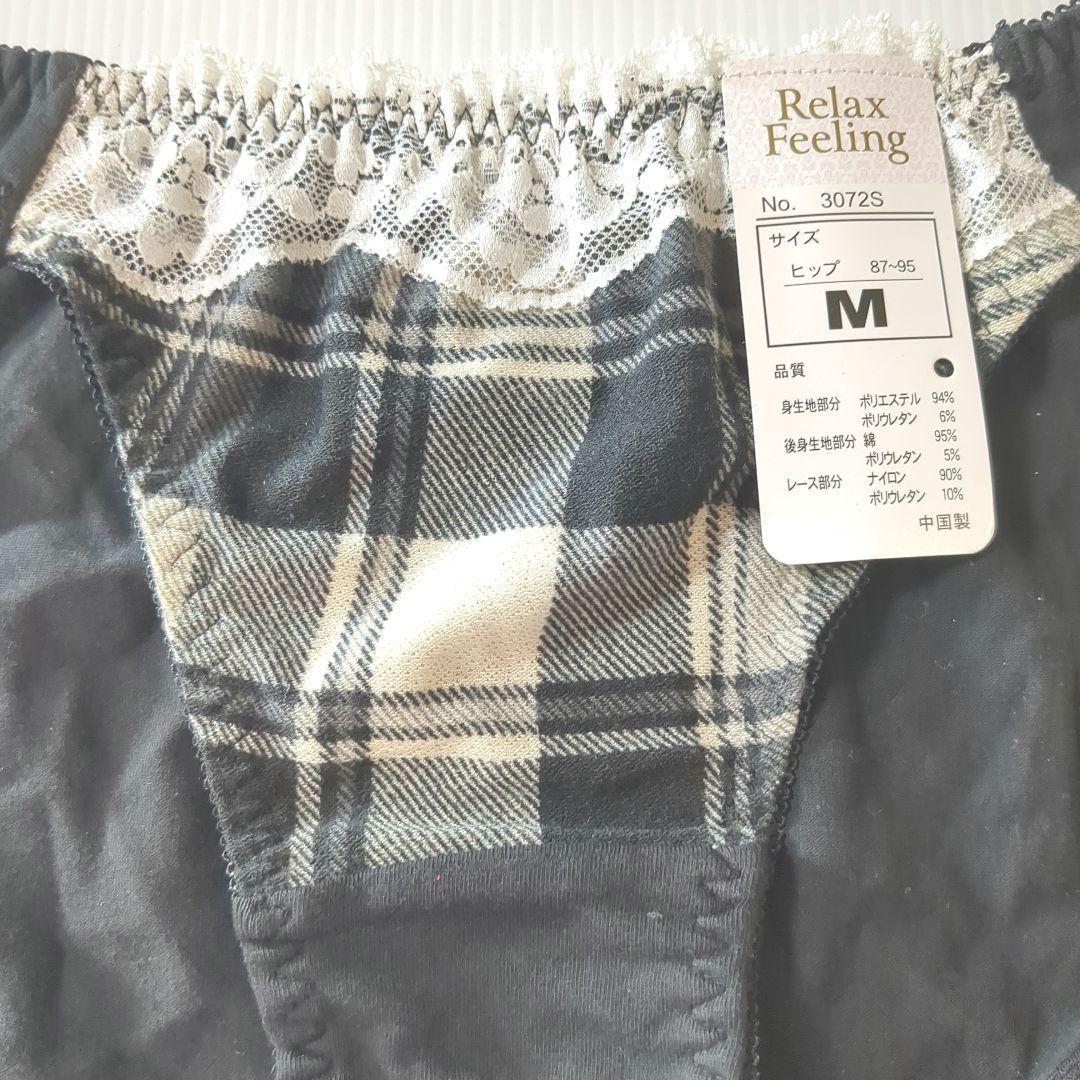 Relax
Feeling
No. 3072S
サイズ
ヒップ 87~95
M
品質
身生地部分 ポリエステル 94%
ポリウレタン 6%
後身生地部分 綿 95%
ポリウレタン 5%
レース部分 ナイロン 90%
ポリウレタン 10%
中国製